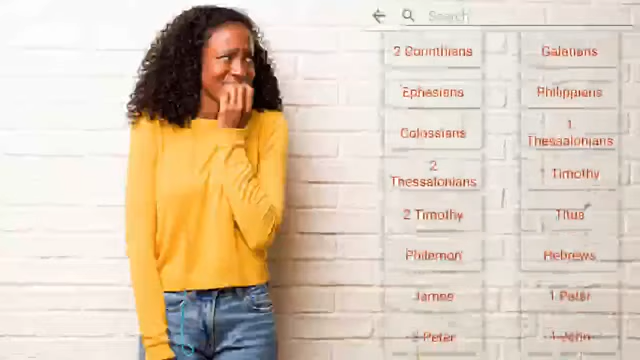 Search
2 Corinthians Galatians
Ephesians Philippians
Colossians 1
Thessalonians
2
Thessalonians 1 Timothy
2 Timothy Titus
Philemon Hebrews
James 1 Peter
2 Peter 1 John